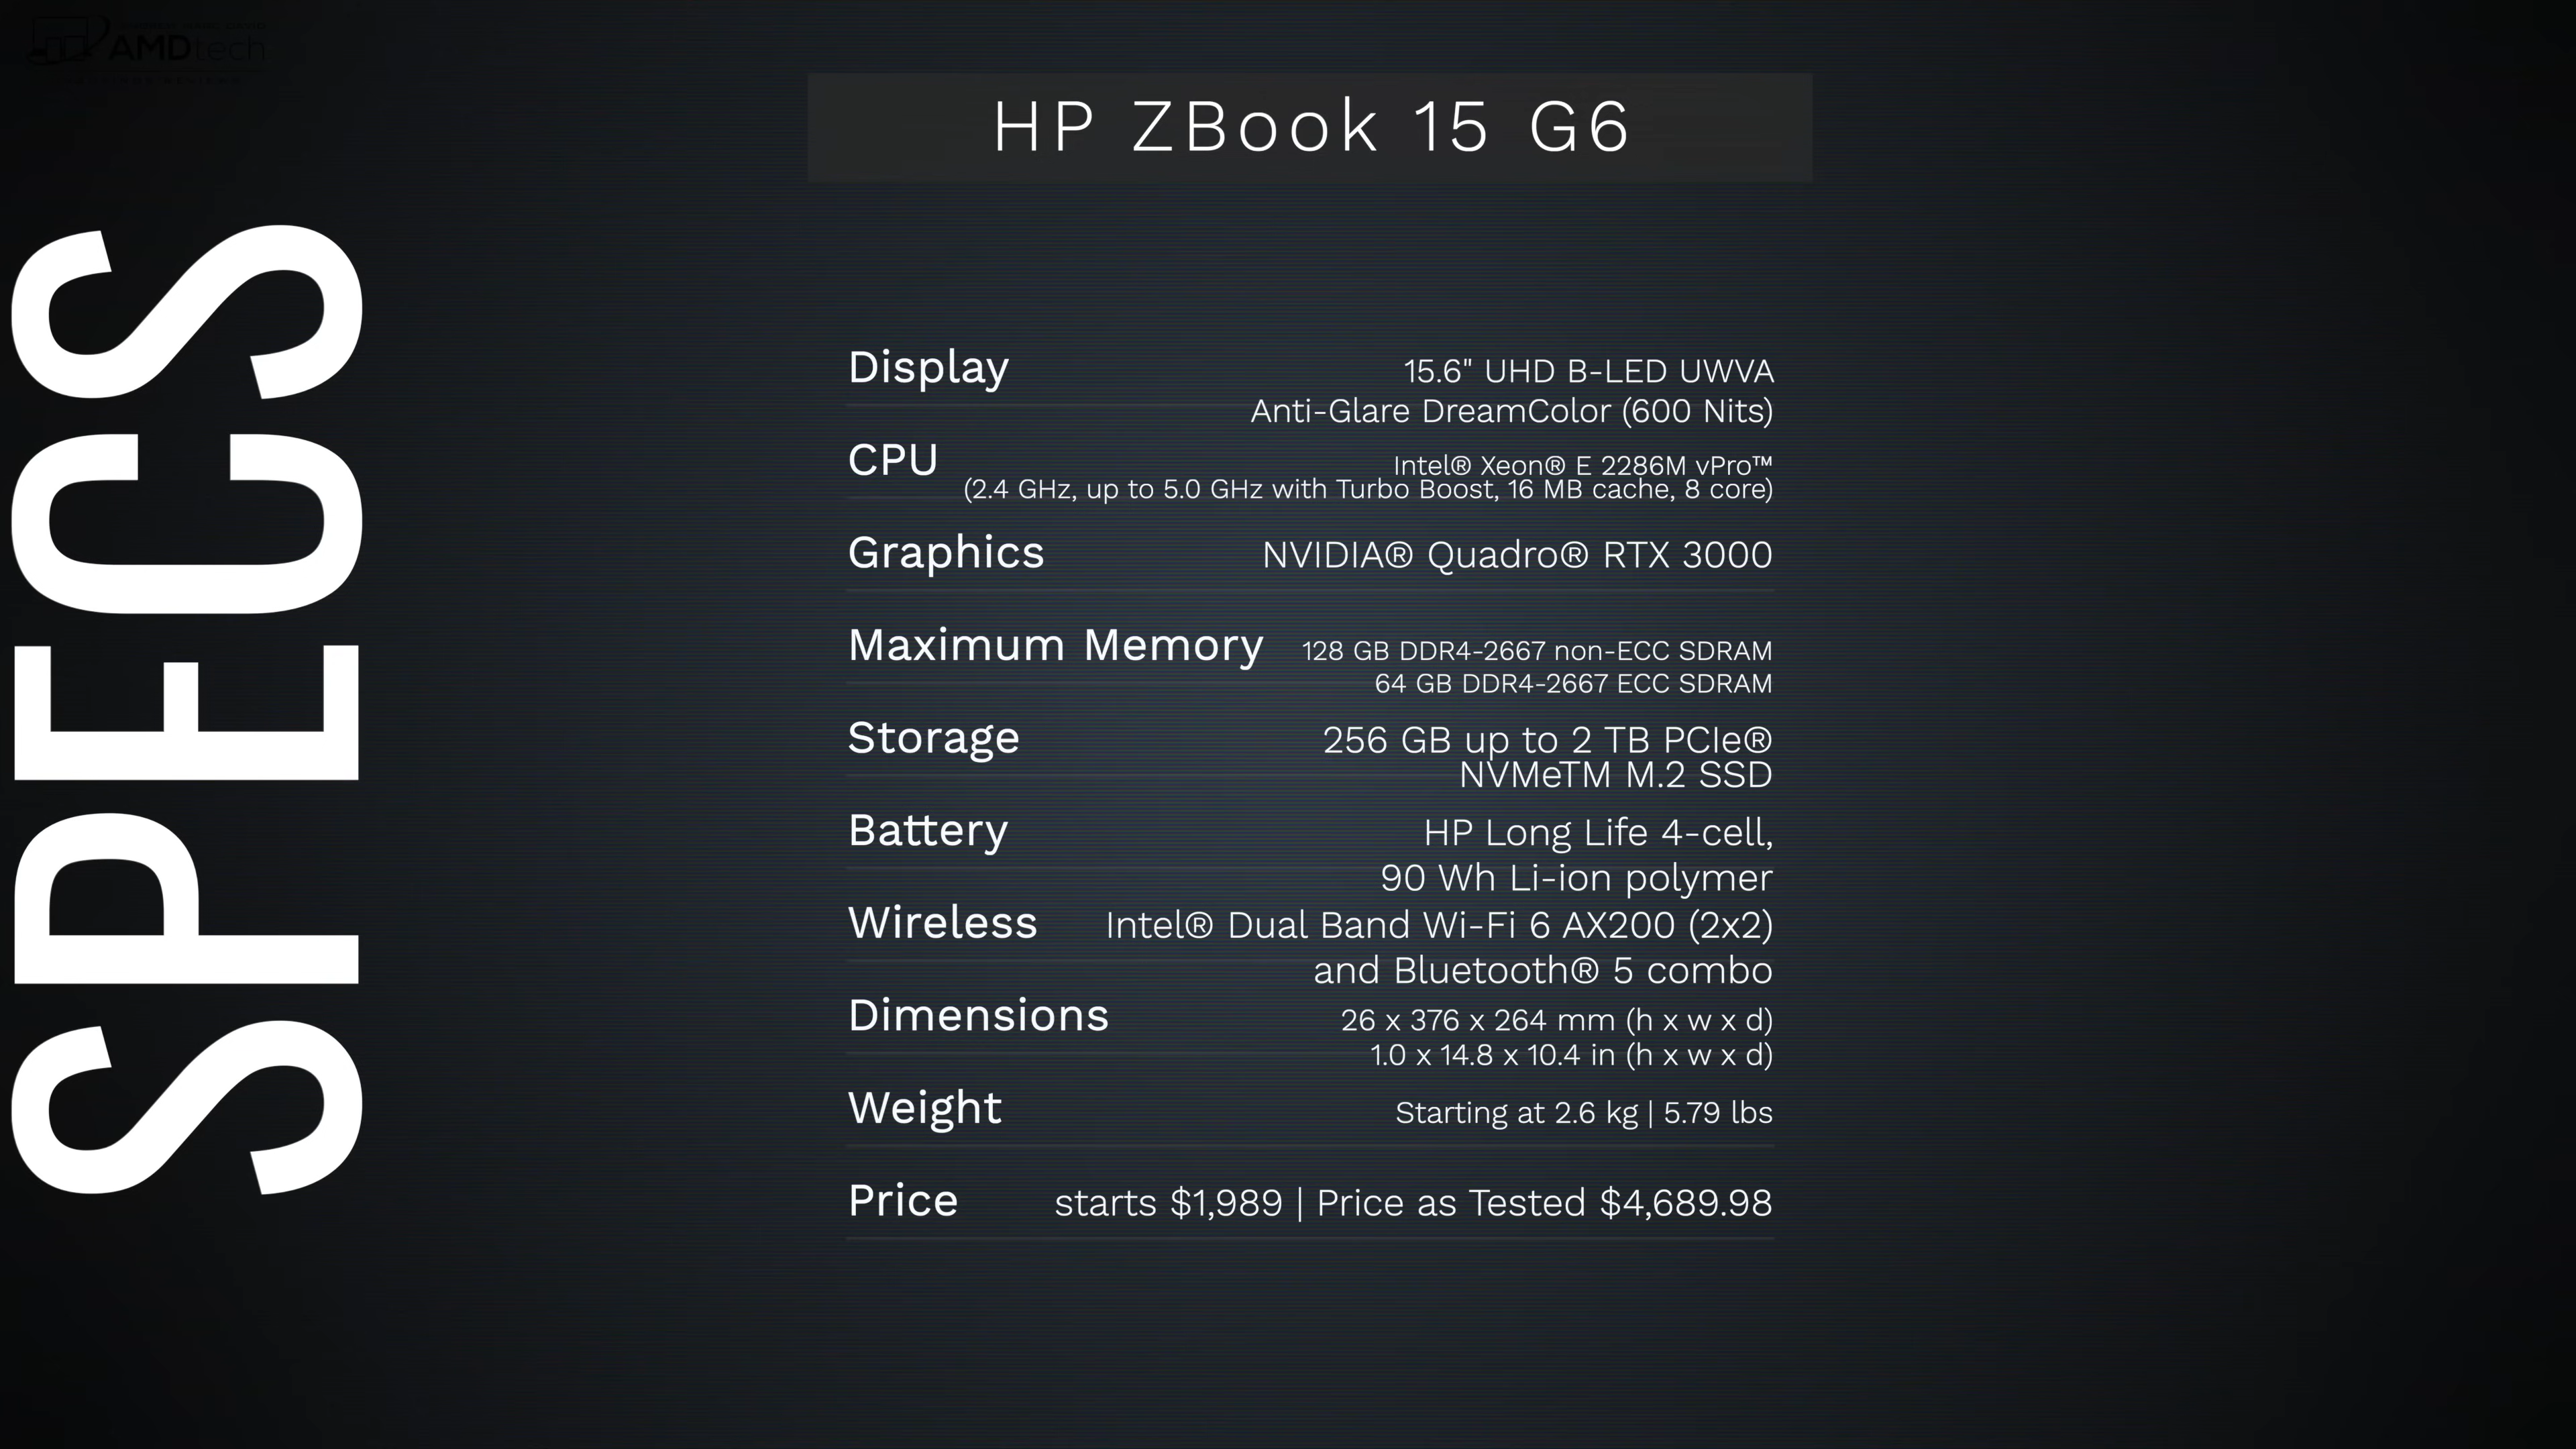 AMDtech
HP ZBook 15 G6
SPECS
Display 15.6" UHD B-LED UWVA
Anti-Glare DreamColor (600 Nits)
CPU Intel® Xeon® E 2286M vPro™
(2.4 GHz, up to 5.0 GHz with Turbo Boost, 16 MB cache, 8 core)
Graphics NVIDIA® Quadro® RTX 3000
Maximum Memory 128 GB DDR4-2667 non-ECC SDRAM
64 GB DDR4-2667 ECC SDRAM
Storage 256 GB up to 2 TB PCIe®
NVMeTM M.2 SSD
Battery HP Long Life 4-cell,
90 Wh Li-ion polymer
Wireless Intel® Dual Band Wi-Fi 6 AX200 (2x2)
and Bluetooth® 5 combo
Dimensions 26 x 376 x 264 mm (h x w x d)
1.0 x 14.8 x 10.4 in (h x w x d)
Weight Starting at 2.6 kg | 5.79 lbs
Price starts $1,989 | Price as Tested $4,689.98